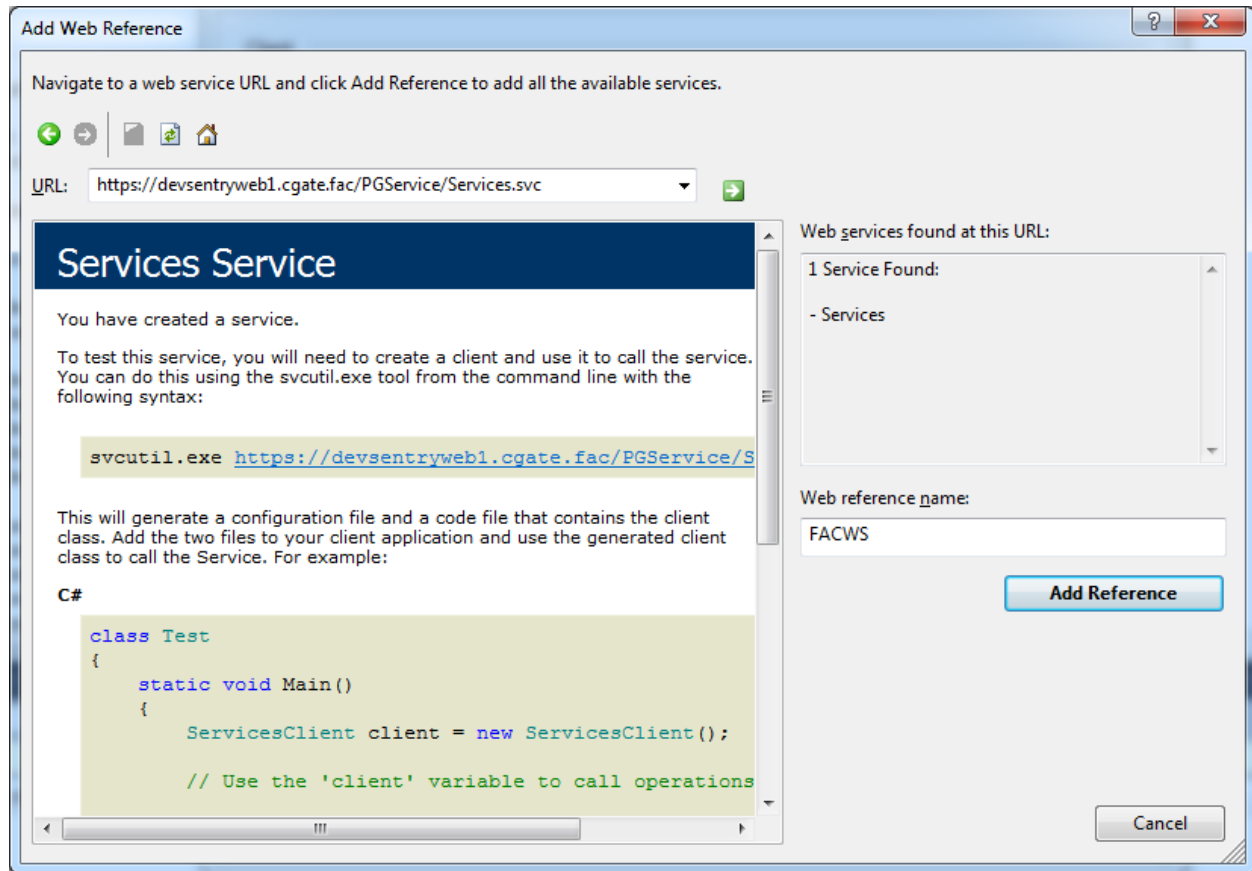 Add Web Reference
Navigate to a web service URL and click Add Reference to add all the available services.
URL: https://devsentryweb1.cgate.fac/PGService/Services.svc
Services Service
You have created a service.
To test this service, you will need to create a client and use it to call the service.
You can do this using the svcutil.exe tool from the command line with the
following syntax:
svcutil.exe https://devsentryweb1.cgate.fac/PGService/S
This will generate a configuration file and a code file that contains the client
class. Add the two files to your client application and use the generated client
class to call the Service. For example:
C#
class Test
{
static void Main()
{
ServicesClient client = new ServicesClient();
// Use the 'client' variable to call operations
Web services found at this URL:
1 Service Found:
- Services
Web reference name:
FACWS
Add Reference
Cancel